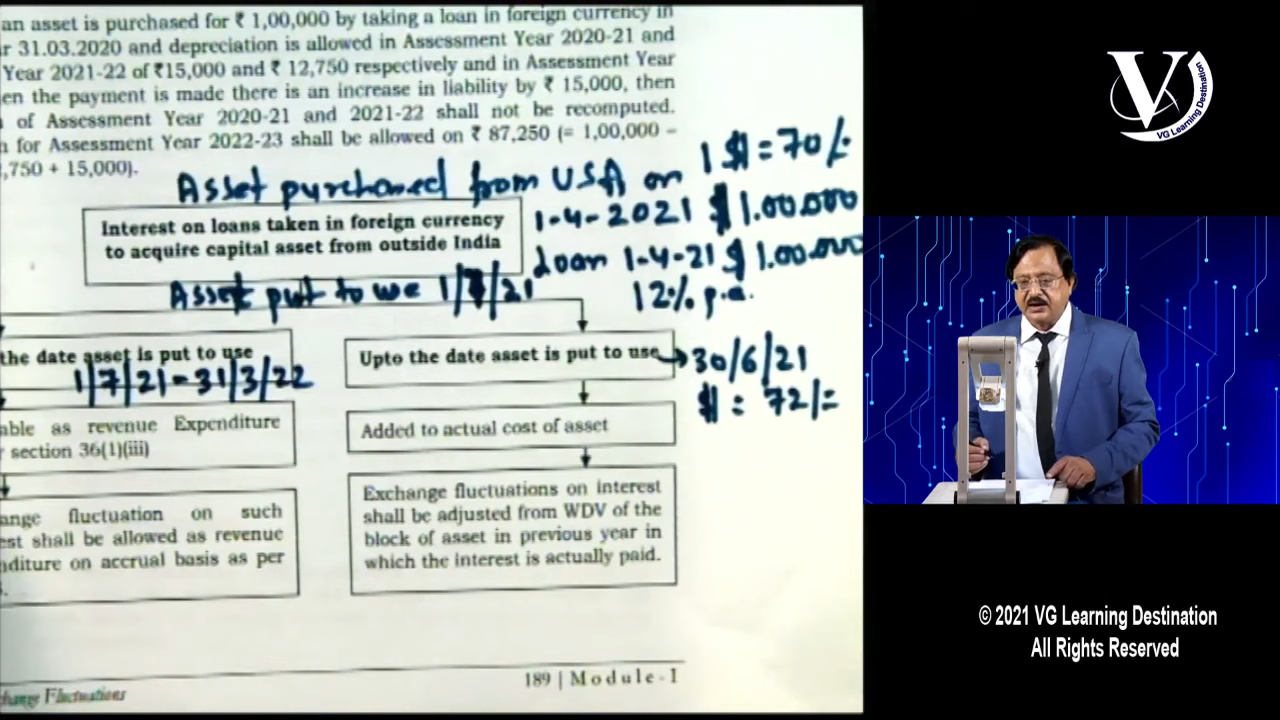 an asset is purchased for ₹ 1,00,000 by taking a loan in foreign currency in
31.03.2020 and depreciation is allowed in Assessment Year 2020-21 and
Year 2021-22 of ₹15,000 and ₹ 12,750 respectively and in Assessment Year
the payment is made there is an increase in liability by ₹ 15,000, then
of Assessment Year 2020-21 and 2021-22 shall not be recomputed.
for Assessment Year 2022-23 shall be allowed on ₹ 87,250 (= 1,00,000 –
,750 + 15,000).
1 $ = 70/-
Asset purchased from USA on
1-4-2021 $ 1.00.000
Interest on loans taken in foreign currency
to acquire capital asset from outside India
Loan 1-4-21 $ 1.00.000
12% p.a.
Asset put to use 1/7/21
the date asset is put to use
1/7/21 - 31/3/22
able as revenue Expenditure
section 36(1)(iii)
ange fluctuation on such
est shall be allowed as revenue
nditure on accrual basis as per
Upto the date asset is put to use
30/6/21
$ = 72/=
Added to actual cost of asset
Exchange fluctuations on interest
shall be adjusted from WDV of the
block of asset in previous year in
which the interest is actually paid.
189 | Module-I
hange Fluctuations
V
VG Learning Destination
© 2021 VG Learning Destination
All Rights Reserved